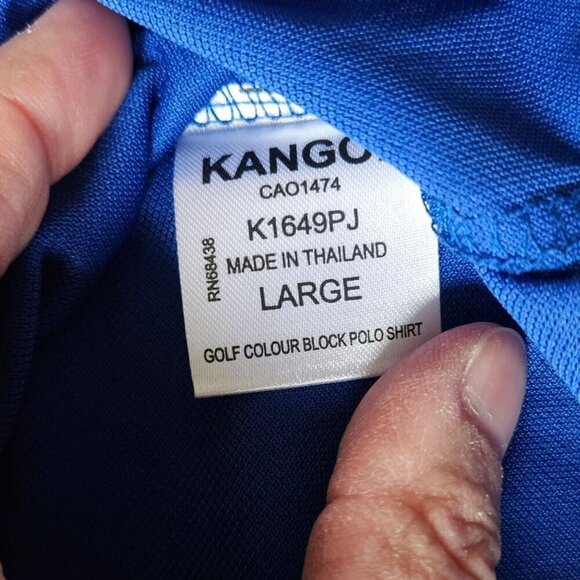 KANGO
CAO1474
K1649PJ
MADE IN THAILAND
LARGE
GOLF COLOUR BLOCK POLO SHIRT
RN68438